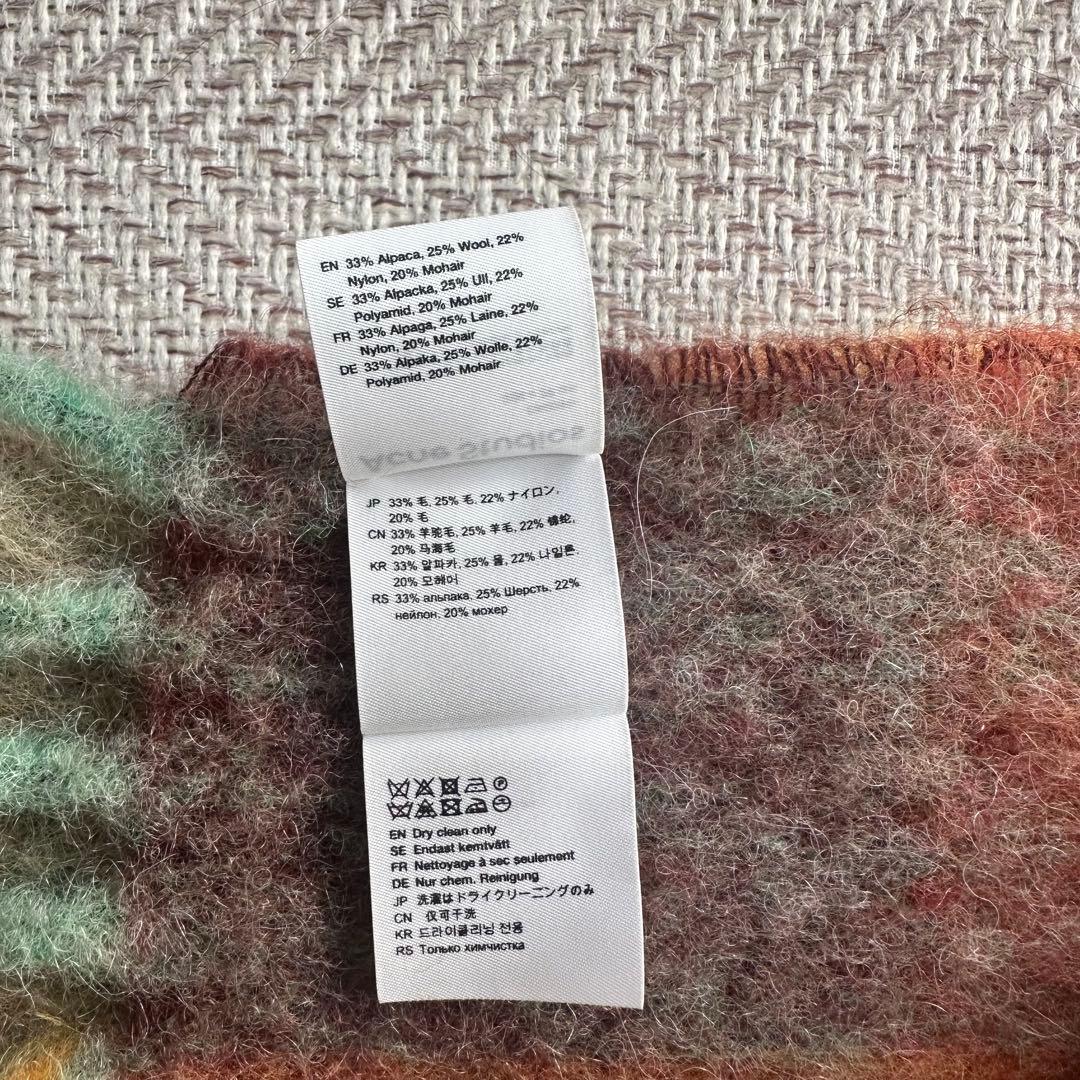 EN 33% Alpaca, 25% Wool, 22%
Nylon, 20% Mohair
SE 33% Alpacka, 25% Ull, 22%
Polyamid, 20% Mohair
FR 33% Alpaga, 25% Laine, 22%
Nylon, 20% Mohair
DE 33% Alpaka, 25% Wolle, 22%
Polyamid, 20% Mohair
Acne Studios
JP 33% 毛, 25% 毛, 22% ナイロン,
20% 毛
CN 33% 羊驼毛, 25% 羊毛, 22% 锦纶,
20% 马海毛
KR 33% 알파카, 25% 울, 22% 나일론,
20% 모헤어
RS 33% альпака, 25% Шерсть, 22%
нейлон, 20% мохер
EN Dry clean only
SE Endast kemtvätt
FR Nettoyage à sec seulement
DE Nur chem. Reinigung
JP 洗濯はドライクリーニングのみ
CN 仅可干洗
KR 드라이클리닝 전용
RS Только химчистка